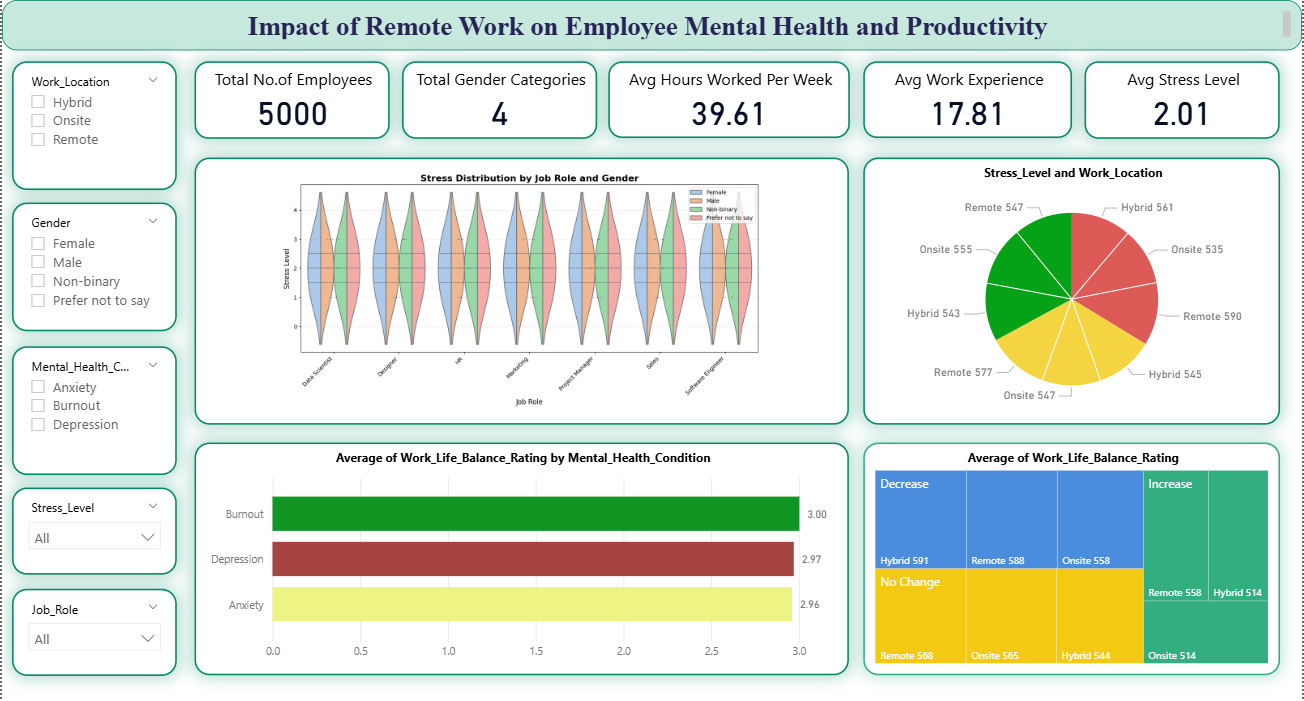 Impact of Remote Work on Employee Mental Health and Productivity
Work_Location
Hybrid
Onsite
Remote
Gender
Female
Male
Non-binary
Prefer not to say
Mental_Health_C...
Anxiety
Burnout
Depression
Stress_Level
All
Job_Role
All
Total No.of Employees
5000
Total Gender Categories
4
Avg Hours Worked Per Week
39.61
Avg Work Experience
17.81
Avg Stress Level
2.01
Stress Distribution by Job Role and Gender
Female
Male
Non-binary
Prefer not to say
Stress Level
4
3
2
1
0
Data Scientist
Designer
HR
Marketing
Project Manager
Sales
Software Engineer
Job Role
Stress_Level and Work_Location
Remote 547
Hybrid 561
Onsite 555
Onsite 535
Hybrid 543
Remote 590
Remote 577
Hybrid 545
Onsite 547
Average of Work_Life_Balance_Rating by Mental_Health_Condition
Burnout
3.00
Depression
2.97
Anxiety
2.96
0.0 0.5 1.0 1.5 2.0 2.5 3.0
Average of Work_Life_Balance_Rating
Decrease
Hybrid 591
Remote 588
Onsite 558
No Change
Remote 568
Onsite 565
Hybrid 544
Increase
Remote 558
Hybrid 514
Onsite 514